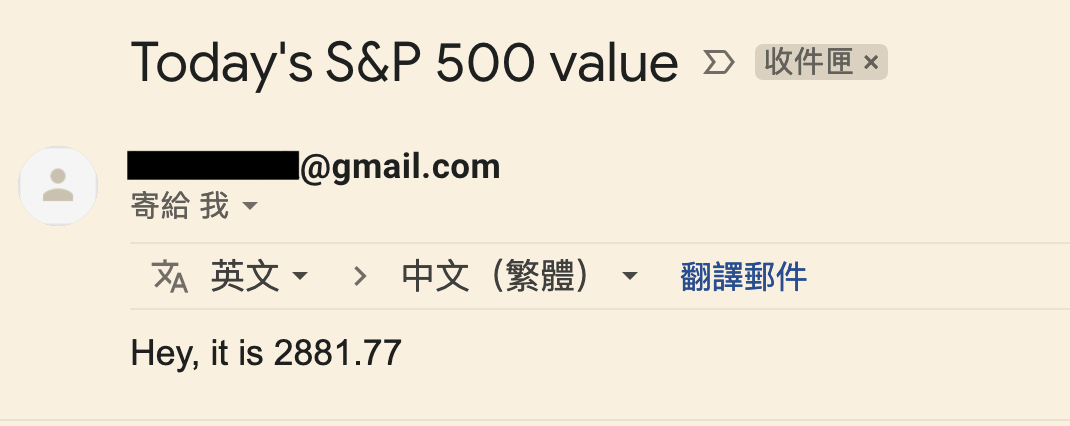 Today's S&P 500 value 收件匣 ×
@gmail.com
寄給 我
英文 > 中文（繁體） 翻譯郵件
Hey, it is 2881.77